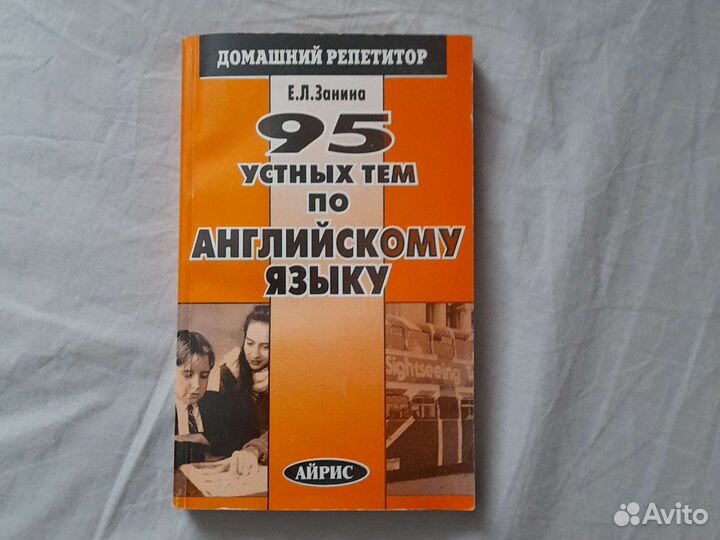 ДОМАШНИЙ РЕПЕТИТОР
Е.Л.Занина
95
УСТНЫХ ТЕМ
ПО
АНГЛИЙСКОМУ
ЯЗЫКУ
Sightseeing
АЙРИС
Avito